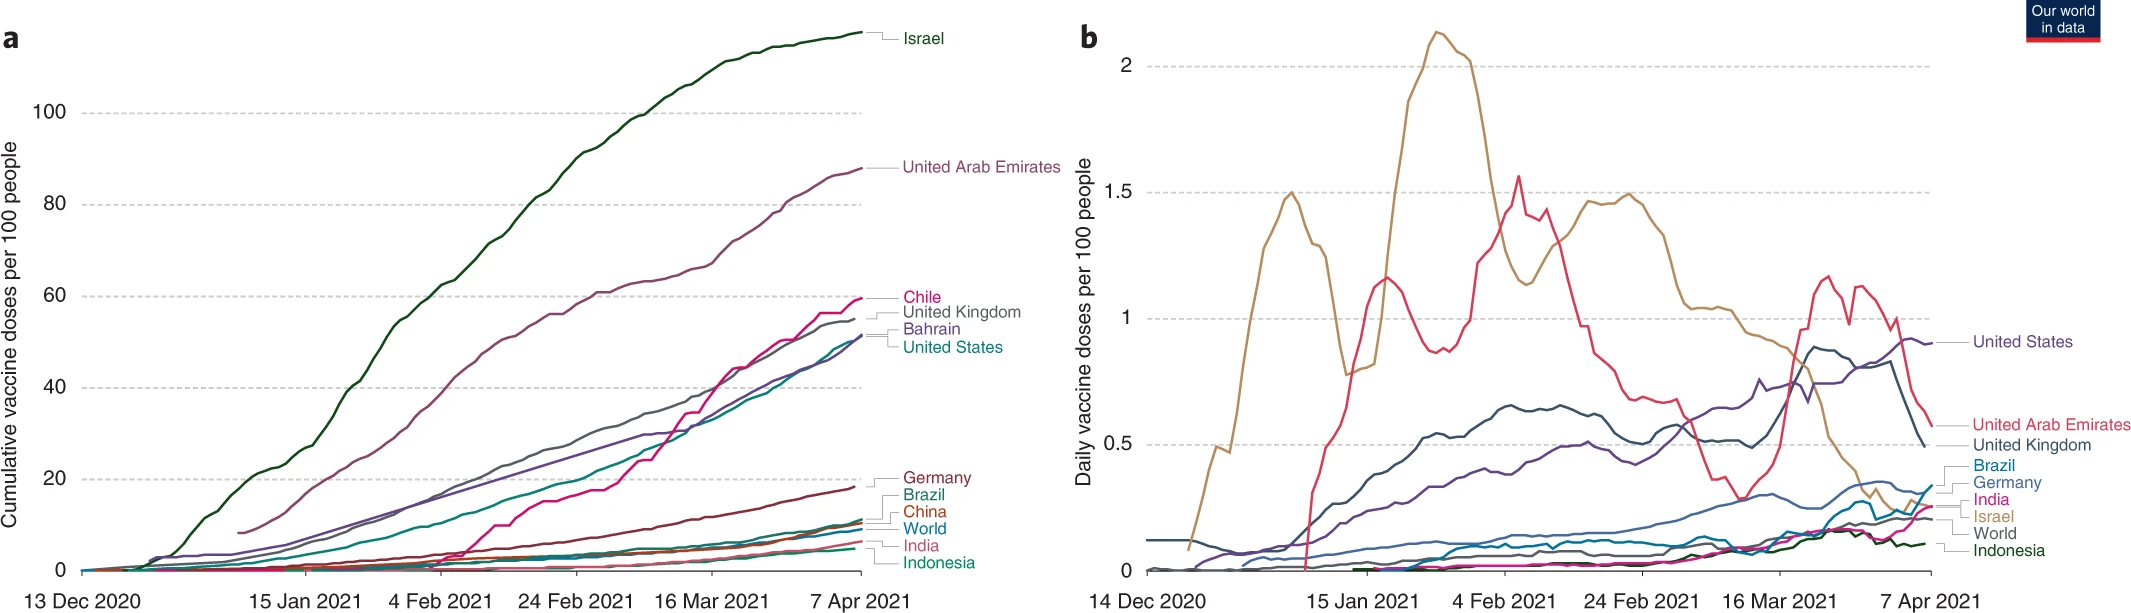 a
Cumulative vaccine doses per 100 people
100
80
60
40
20
0
13 Dec 2020
15 Jan 2021
4 Feb 2021
24 Feb 2021
16 Mar 2021
7 Apr 2021
Israel
United Arab Emirates
Chile
United Kingdom
Bahrain
United States
Germany
Brazil
China
World
India
Indonesia
b
Our world
in data
Daily vaccine doses per 100 people
2
1.5
1
0.5
0
14 Dec 2020
15 Jan 2021
4 Feb 2021
24 Feb 2021
16 Mar 2021
7 Apr 2021
United States
United Arab Emirates
United Kingdom
Brazil
Germany
India
Israel
World
Indonesia